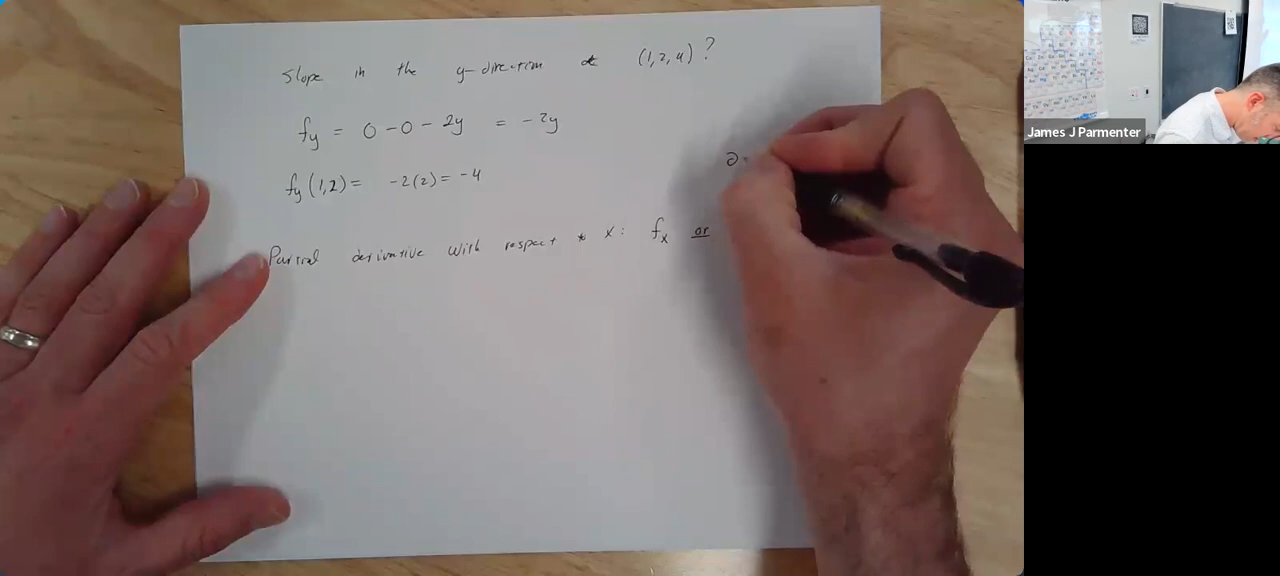 Slope in the y-direction at (1,2,4)?
fy = 0 - 0 - 2y = -2y
fy(1,2) = -2(2) = -4
∂
Partial derivative with respect to x: fx or
James J Parmenter